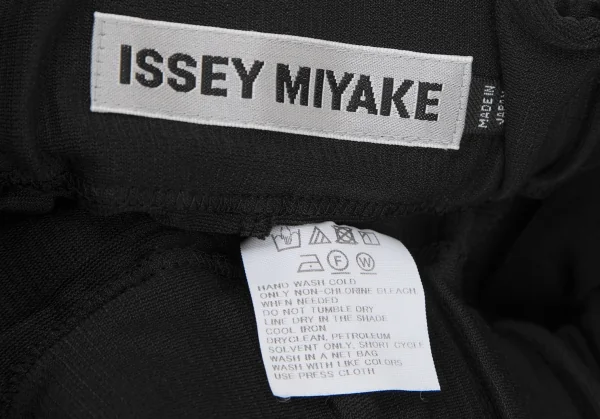 ISSEY MIYAKE
MADE IN
JAPAN
F W
HAND WASH COLD
ONLY NON-CHLORINE BLEACH
WHEN NEEDED
DO NOT TUMBLE DRY
LINE DRY IN THE SHADE
COOL IRON
DRYCLEAN, PETROLEUM
SOLVENT ONLY, SHORT CYCLE
WASH IN A NET BAG
WASH WITH LIKE COLORS
USE PRESS CLOTH